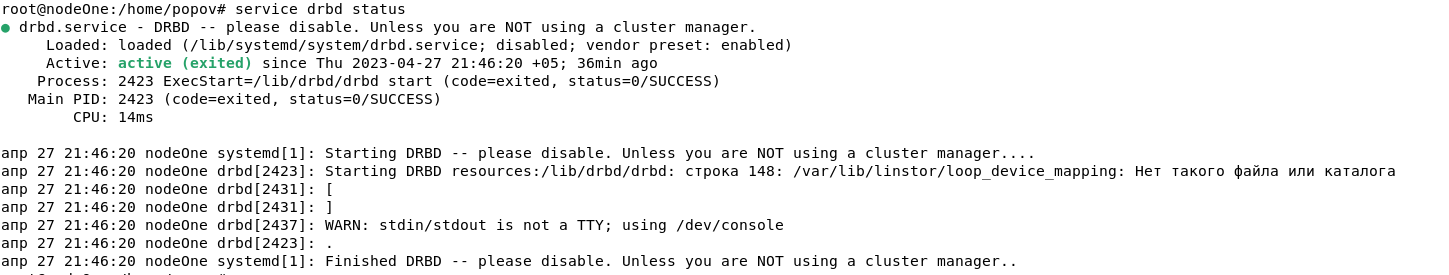 root@nodeOne:/home/popov# service drbd status
● drbd.service - DRBD -- please disable. Unless you are NOT using a cluster manager.
     Loaded: loaded (/lib/systemd/system/drbd.service; disabled; vendor preset: enabled)
     Active: active (exited) since Thu 2023-04-27 21:46:20 +05; 36min ago
    Process: 2423 ExecStart=/lib/drbd/drbd start (code=exited, status=0/SUCCESS)
   Main PID: 2423 (code=exited, status=0/SUCCESS)
        CPU: 14ms

апр 27 21:46:20 nodeOne systemd[1]: Starting DRBD -- please disable. Unless you are NOT using a cluster manager....
апр 27 21:46:20 nodeOne drbd[2423]: Starting DRBD resources:/lib/drbd/drbd: строка 148: /var/lib/linstor/loop_device_mapping: Нет такого файла или каталога
апр 27 21:46:20 nodeOne drbd[2431]: [
апр 27 21:46:20 nodeOne drbd[2431]: ]
апр 27 21:46:20 nodeOne drbd[2437]: WARN: stdin/stdout is not a TTY; using /dev/console
апр 27 21:46:20 nodeOne drbd[2423]: .
апр 27 21:46:20 nodeOne systemd[1]: Finished DRBD -- please disable. Unless you are NOT using a cluster manager..